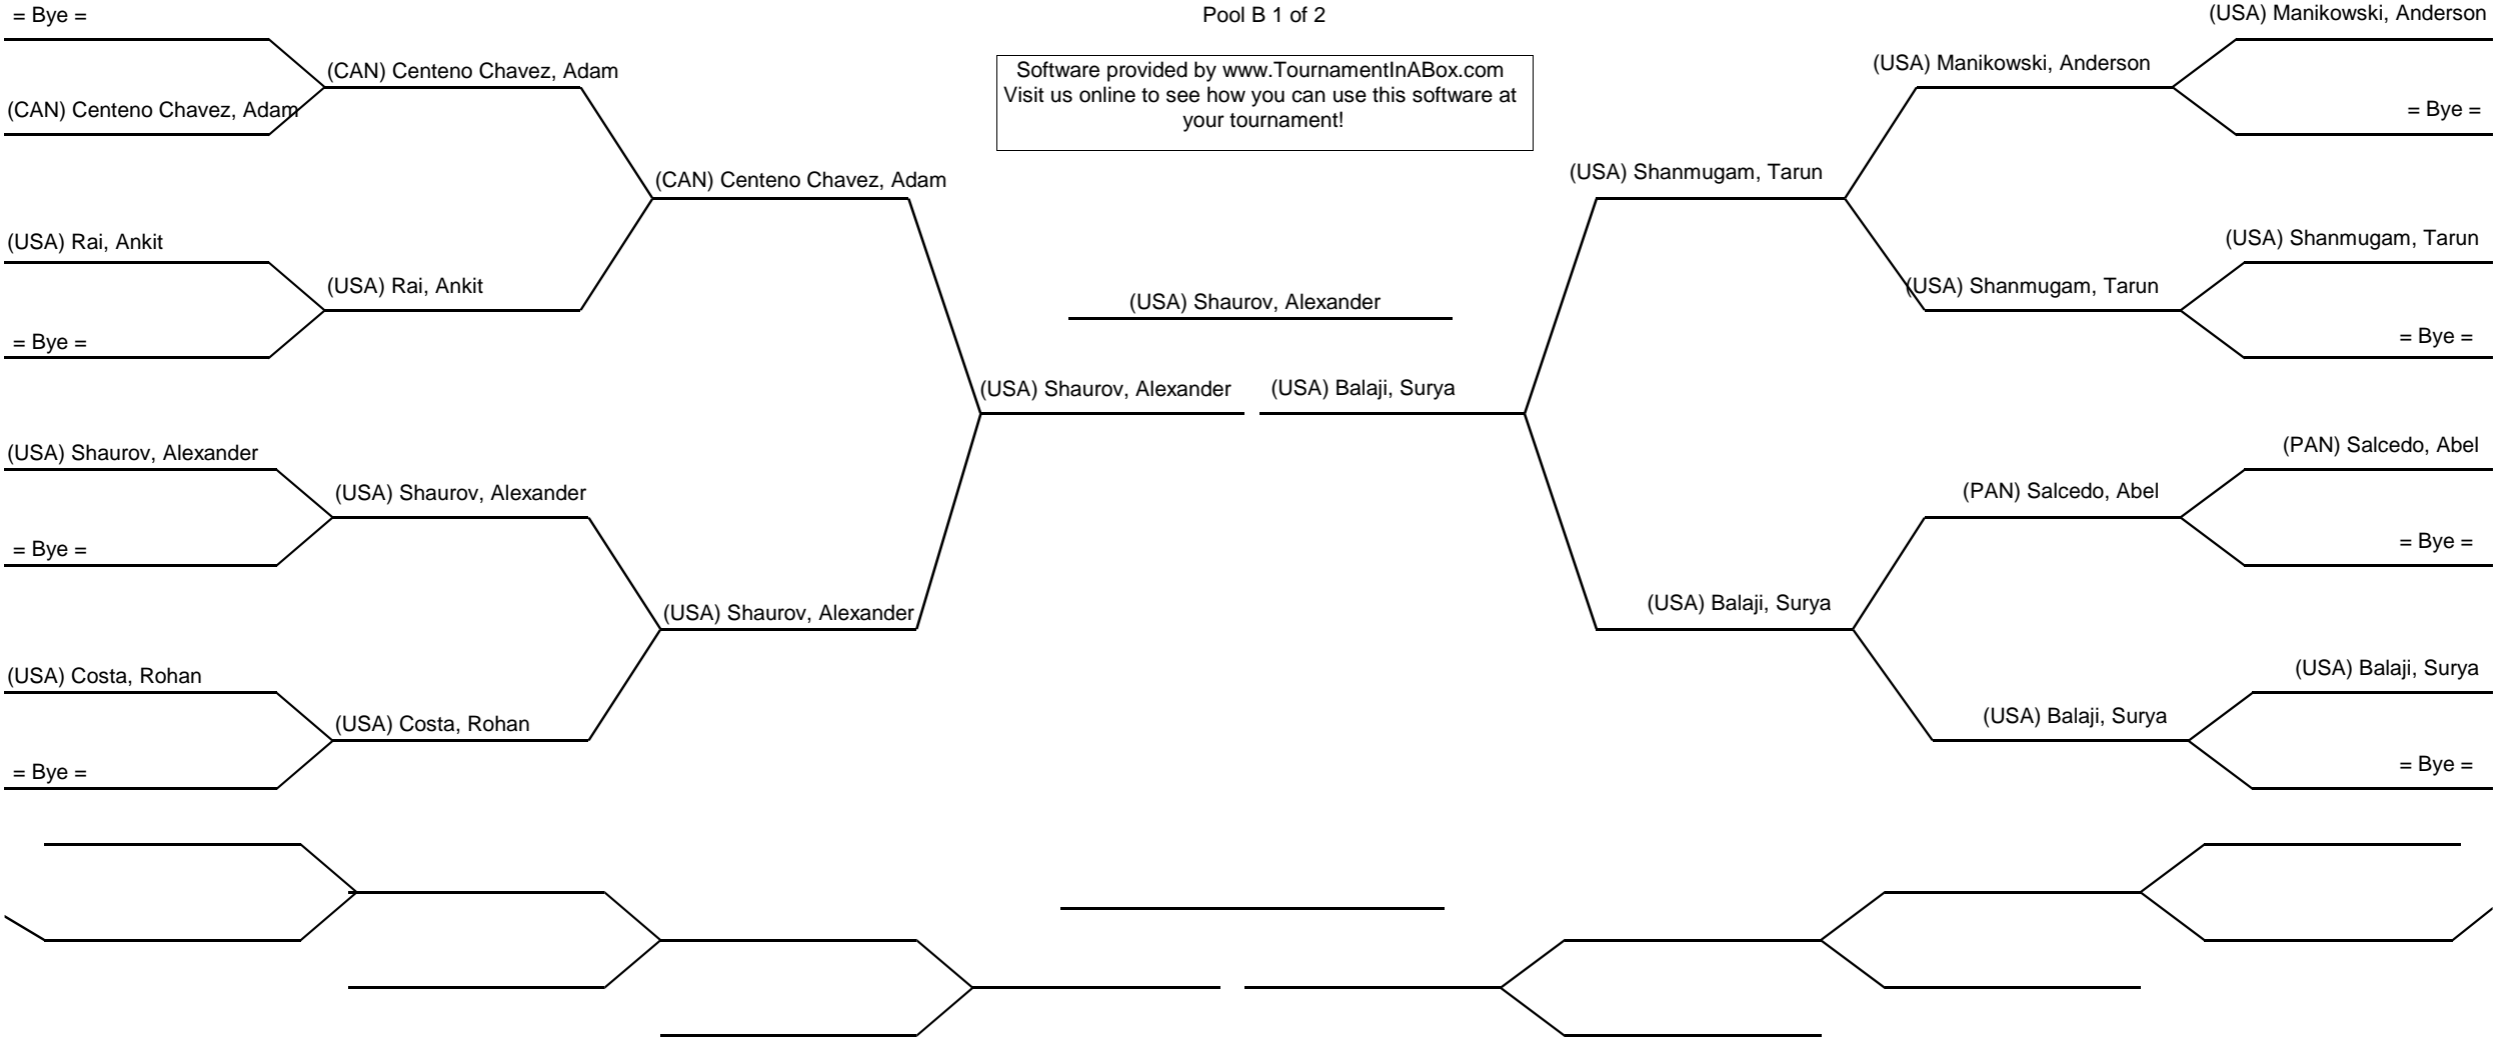 = Bye =
Pool B 1 of 2
(USA) Manikowski, Anderson
(CAN) Centeno Chavez, Adam
Software provided by www.TournamentInABox.com
Visit us online to see how you can use this software at
your tournament!
(USA) Manikowski, Anderson
(CAN) Centeno Chavez, Adam
= Bye =
(CAN) Centeno Chavez, Adam
(USA) Shanmugam, Tarun
(USA) Rai, Ankit
(USA) Shanmugam, Tarun
(USA) Rai, Ankit
(USA) Shaurov, Alexander
(USA) Shanmugam, Tarun
= Bye =
= Bye =
(USA) Shaurov, Alexander
(USA) Balaji, Surya
(USA) Shaurov, Alexander
(PAN) Salcedo, Abel
(USA) Shaurov, Alexander
(PAN) Salcedo, Abel
= Bye =
= Bye =
(USA) Shaurov, Alexander
(USA) Balaji, Surya
(USA) Costa, Rohan
(USA) Balaji, Surya
(USA) Costa, Rohan
(USA) Balaji, Surya
= Bye =
= Bye =